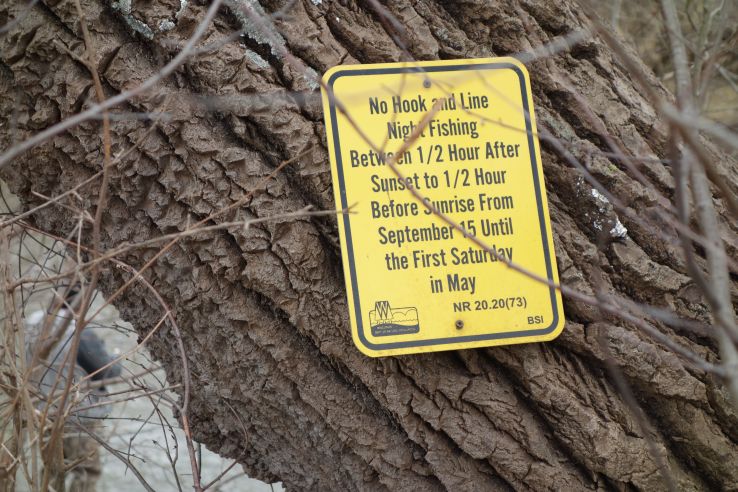 No Hook and Line
Night Fishing
Between 1/2 Hour After
Sunset to 1/2 Hour
Before Sunrise From
September 15 Until
the First Saturday
in May
NR 20.20(73)
BSI